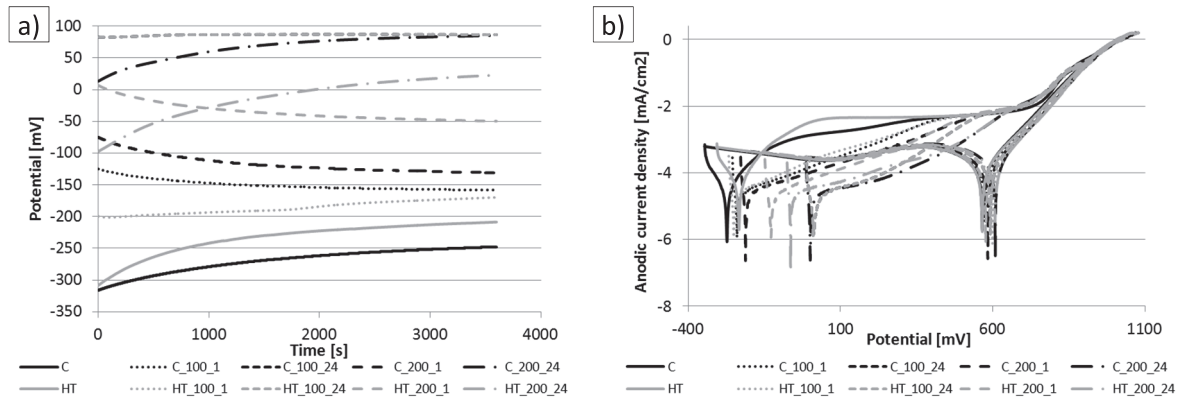 a)
100
50
0
-50
-100
-150
-200
-250
-300
-350
Potential [mV]
0 1000 2000 3000 4000
Time [s]
C C_100_1 C_100_24 C_200_1 C_200_24
HT HT_100_1 HT_100_24 HT_200_1 HT_200_24
b)
0
-2
-4
-6
-8
Anodic current density [mA/cm2]
-400 100 600 1100
Potential [mV]
C C_100_1 C_100_24 C_200_1 C_200_24
HT HT_100_1 HT_100_24 HT_200_1 HT_200_24